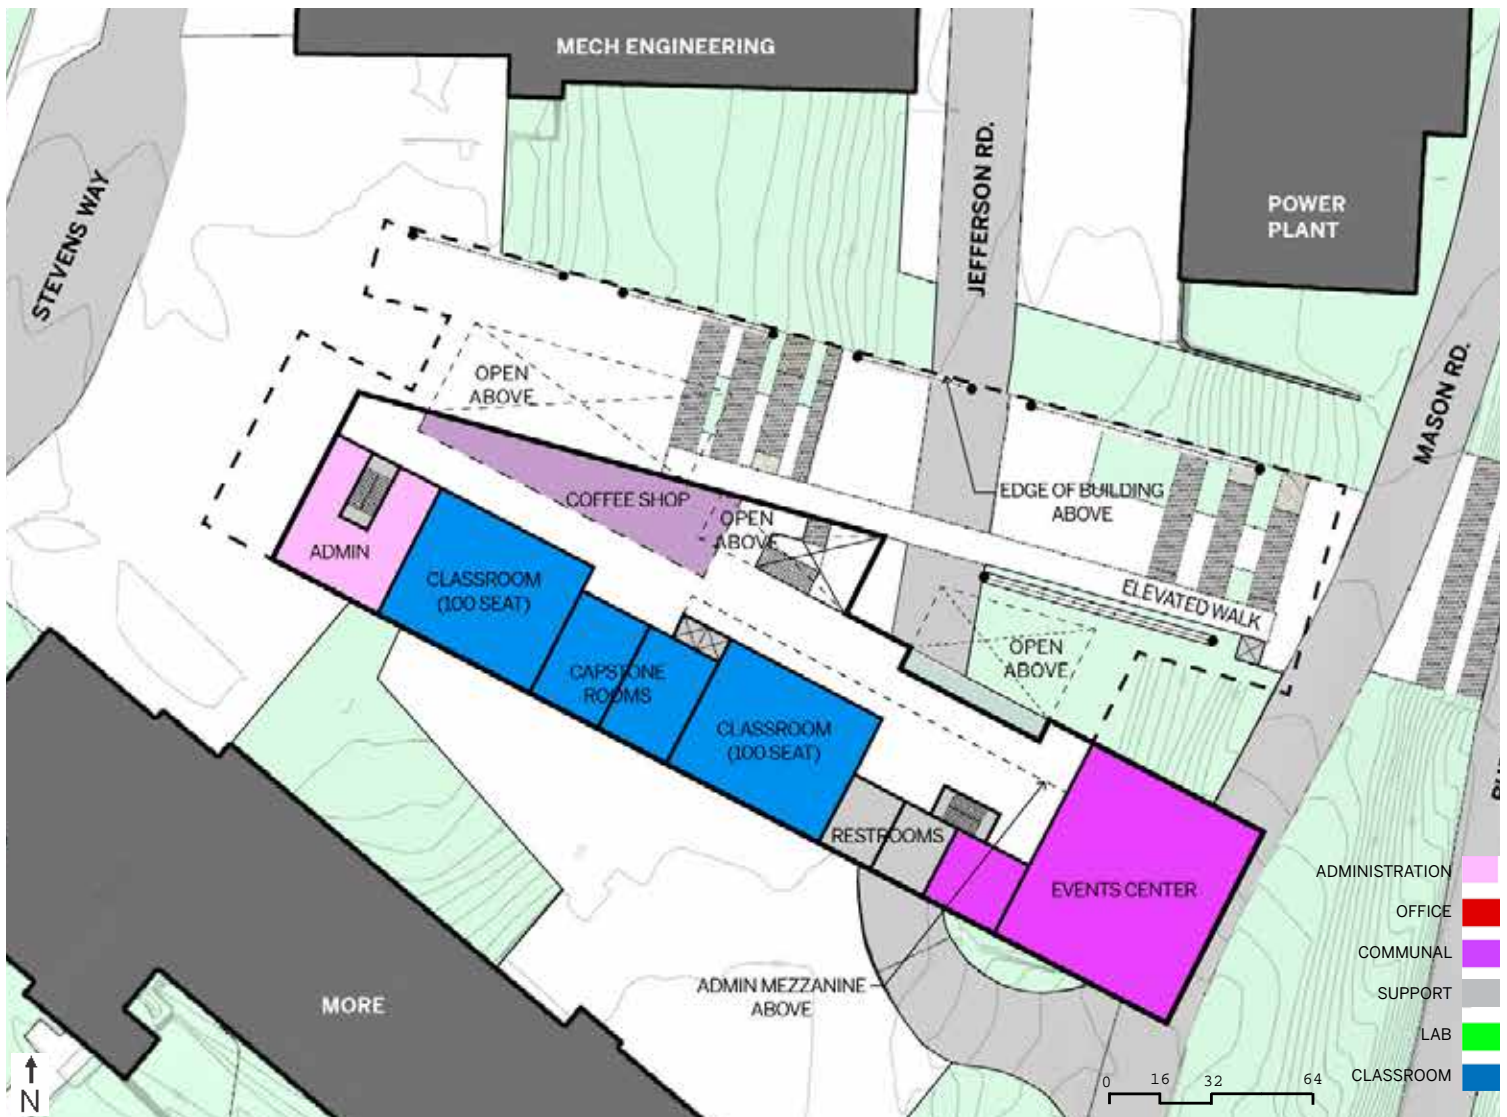 MECH ENGINEERING
STEVENS WAY
JEFFERSON RD.
POWER
PLANT
MASON RD.
OPEN
ABOVE
COFFEE SHOP
OPEN
ABOVE
EDGE OF BUILDING
ABOVE
ADMIN
CLASSROOM
(100 SEAT)
ELEVATED WALK
OPEN
ABOVE
CAPSTONE
ROOMS
CLASSROOM
(100 SEAT)
RESTROOMS
EVENTS CENTER
ADMIN MEZZANINE
ABOVE
MORE
ADMINISTRATION
OFFICE
COMMUNAL
SUPPORT
LAB
CLASSROOM
0 16 32 64
N